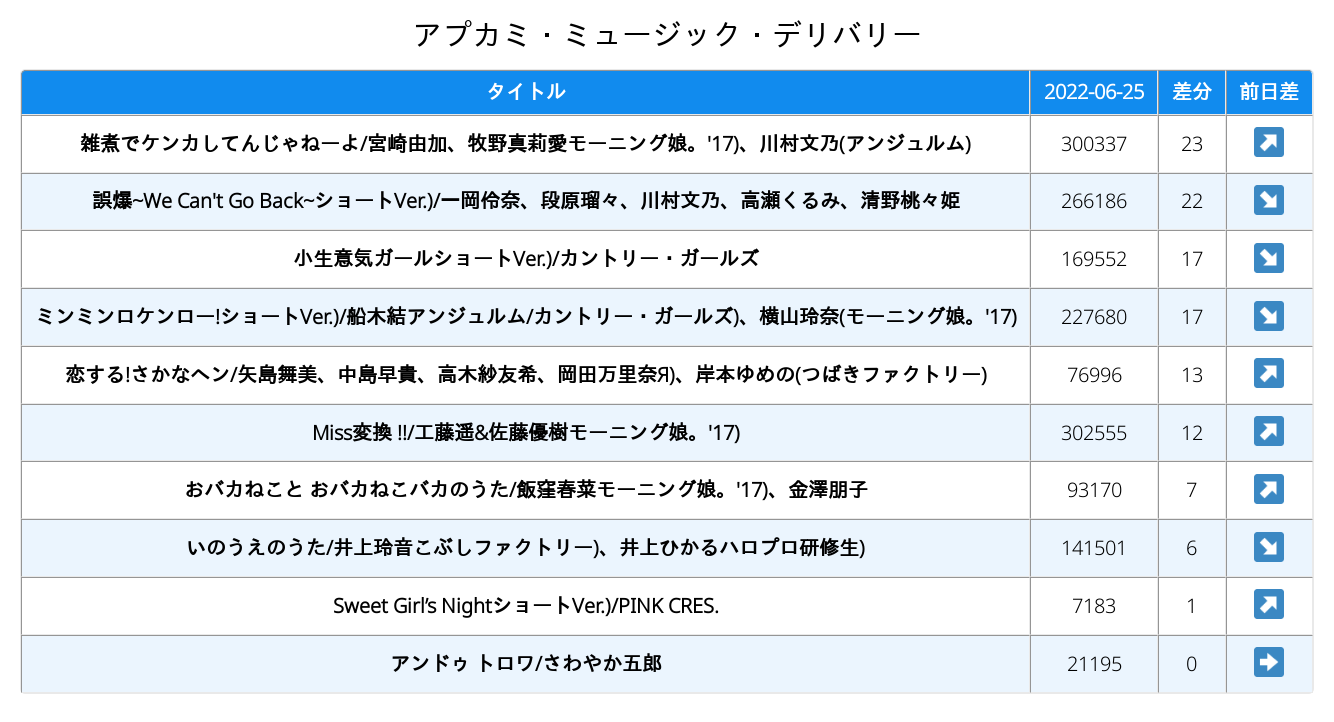 アプカミ・ミュージック・デリバリー
タイトル 2022-06-25 差分 前日差
雑煮でケンカしてんじゃねーよ/宮崎由加、牧野真莉愛モーニング娘。'17)、川村文乃(アンジュルム) 300337 23
誤爆~We Can't Go Back~ショートVer.)/一岡伶奈、段原瑠々、川村文乃、高瀬くるみ、清野桃々姫 266186 22
小生意気ガールショートVer.)/カントリー・ガールズ 169552 17
ミンミンロケンロー!ショートVer.)/船木結アンジュルム/カントリー・ガールズ)、横山玲奈(モーニング娘。'17) 227680 17
恋する!さかなヘン/矢島舞美、中島早貴、高木紗友希、岡田万里奈Я)、岸本ゆめの(つばきファクトリー) 76996 13
Miss変換 !!/工藤遥&佐藤優樹モーニング娘。'17) 302555 12
おバカねこと おバカねこバカのうた/飯窪春菜モーニング娘。'17)、金澤朋子 93170 7
いのうえのうた/井上玲音こぶしファクトリー)、井上ひかるハロプロ研修生) 141501 6
Sweet Girl’s NightショートVer.)/PINK CRES. 7183 1
アンドゥ トロワ/さわやか五郎 21195 0